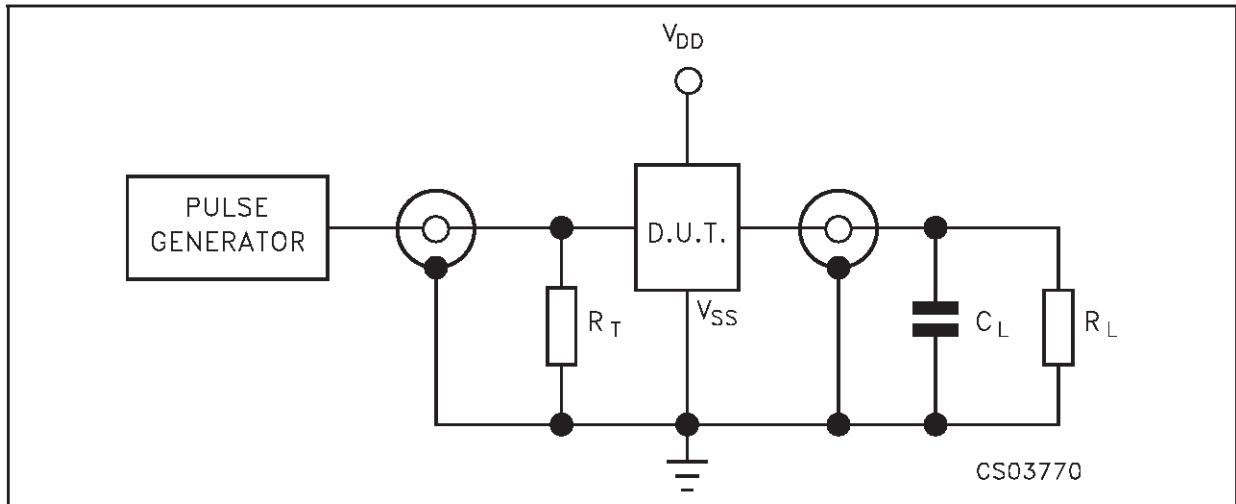 VDD
PULSE
GENERATOR
D.U.T.
VSS
RT
CL
RL
CS03770